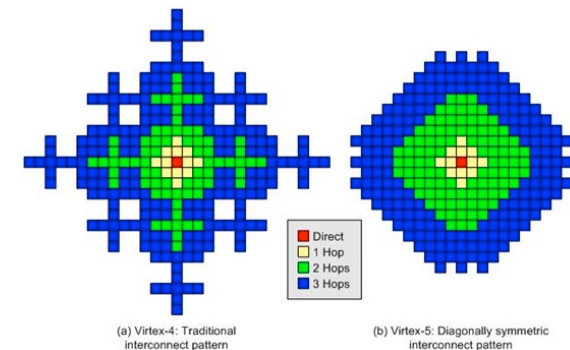 Direct
1 Hop
2 Hops
3 Hops
(a) Virtex-4: Traditional
interconnect pattern
(b) Virtex-5: Diagonally symmetric
interconnect pattern